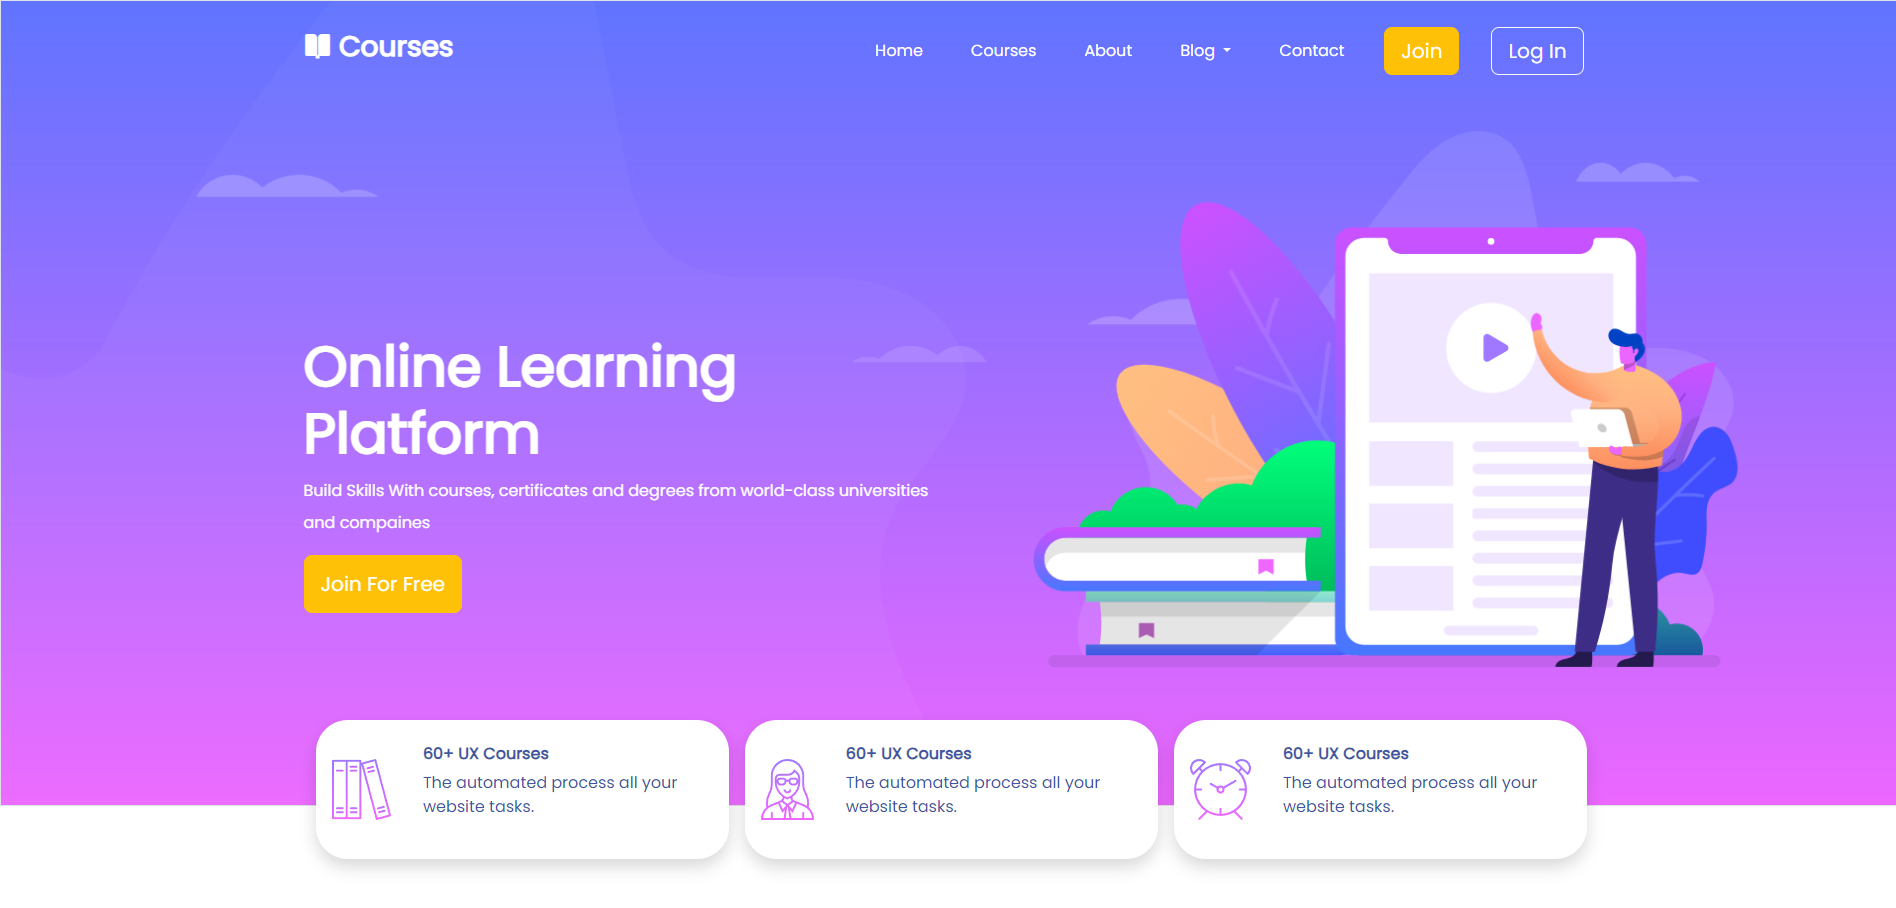 Courses
Home
Courses
About
Blog
Contact
Join
Log In
Online Learning
Platform
Build Skills With courses, certificates and degrees from world-class universities
and compaines
Join For Free
60+ UX Courses
The automated process all your
website tasks.
60+ UX Courses
The automated process all your
website tasks.
60+ UX Courses
The automated process all your
website tasks.